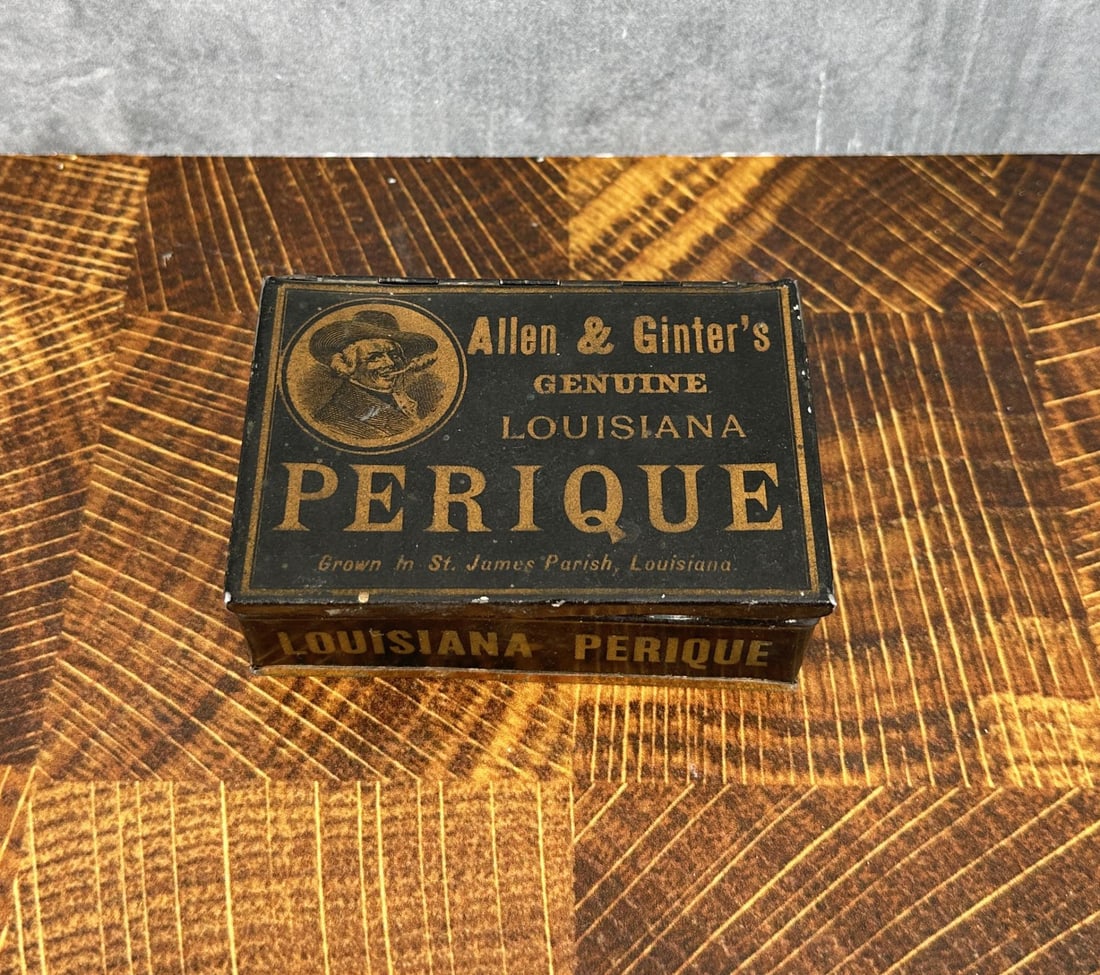 Allen & Ginter's
GENUINE
LOUISIANA
PERIQUE
Grown In St. James Parish, Louisiana.
LOUISIANA PERIQUE